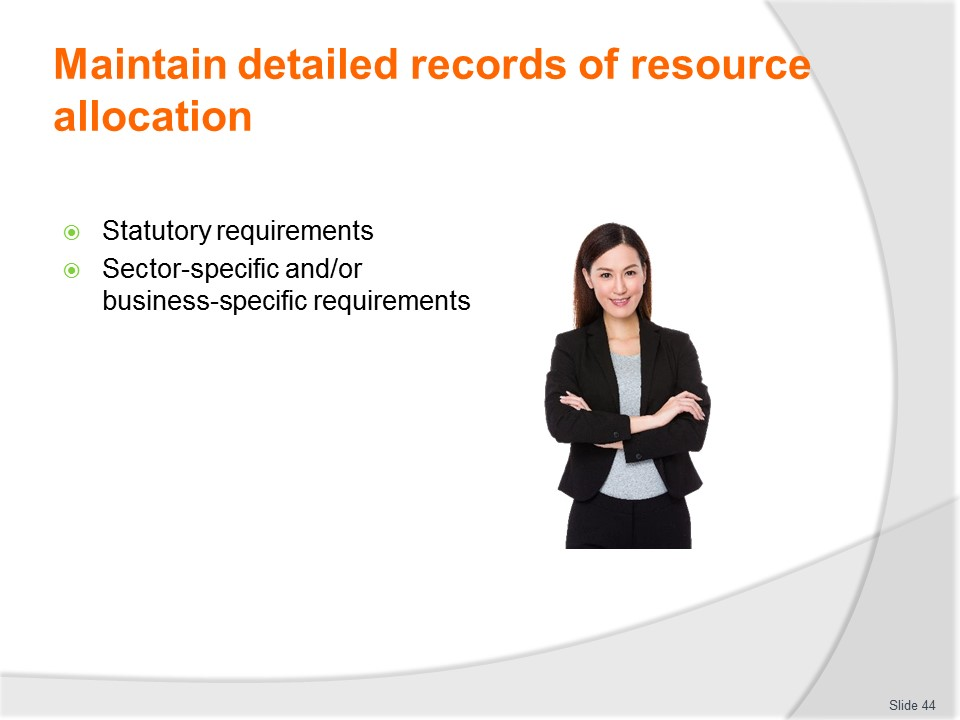 Maintain detailed records of resource
allocation
Statutory requirements
Sector-specific and/or
business-specific requirements
Slide 44